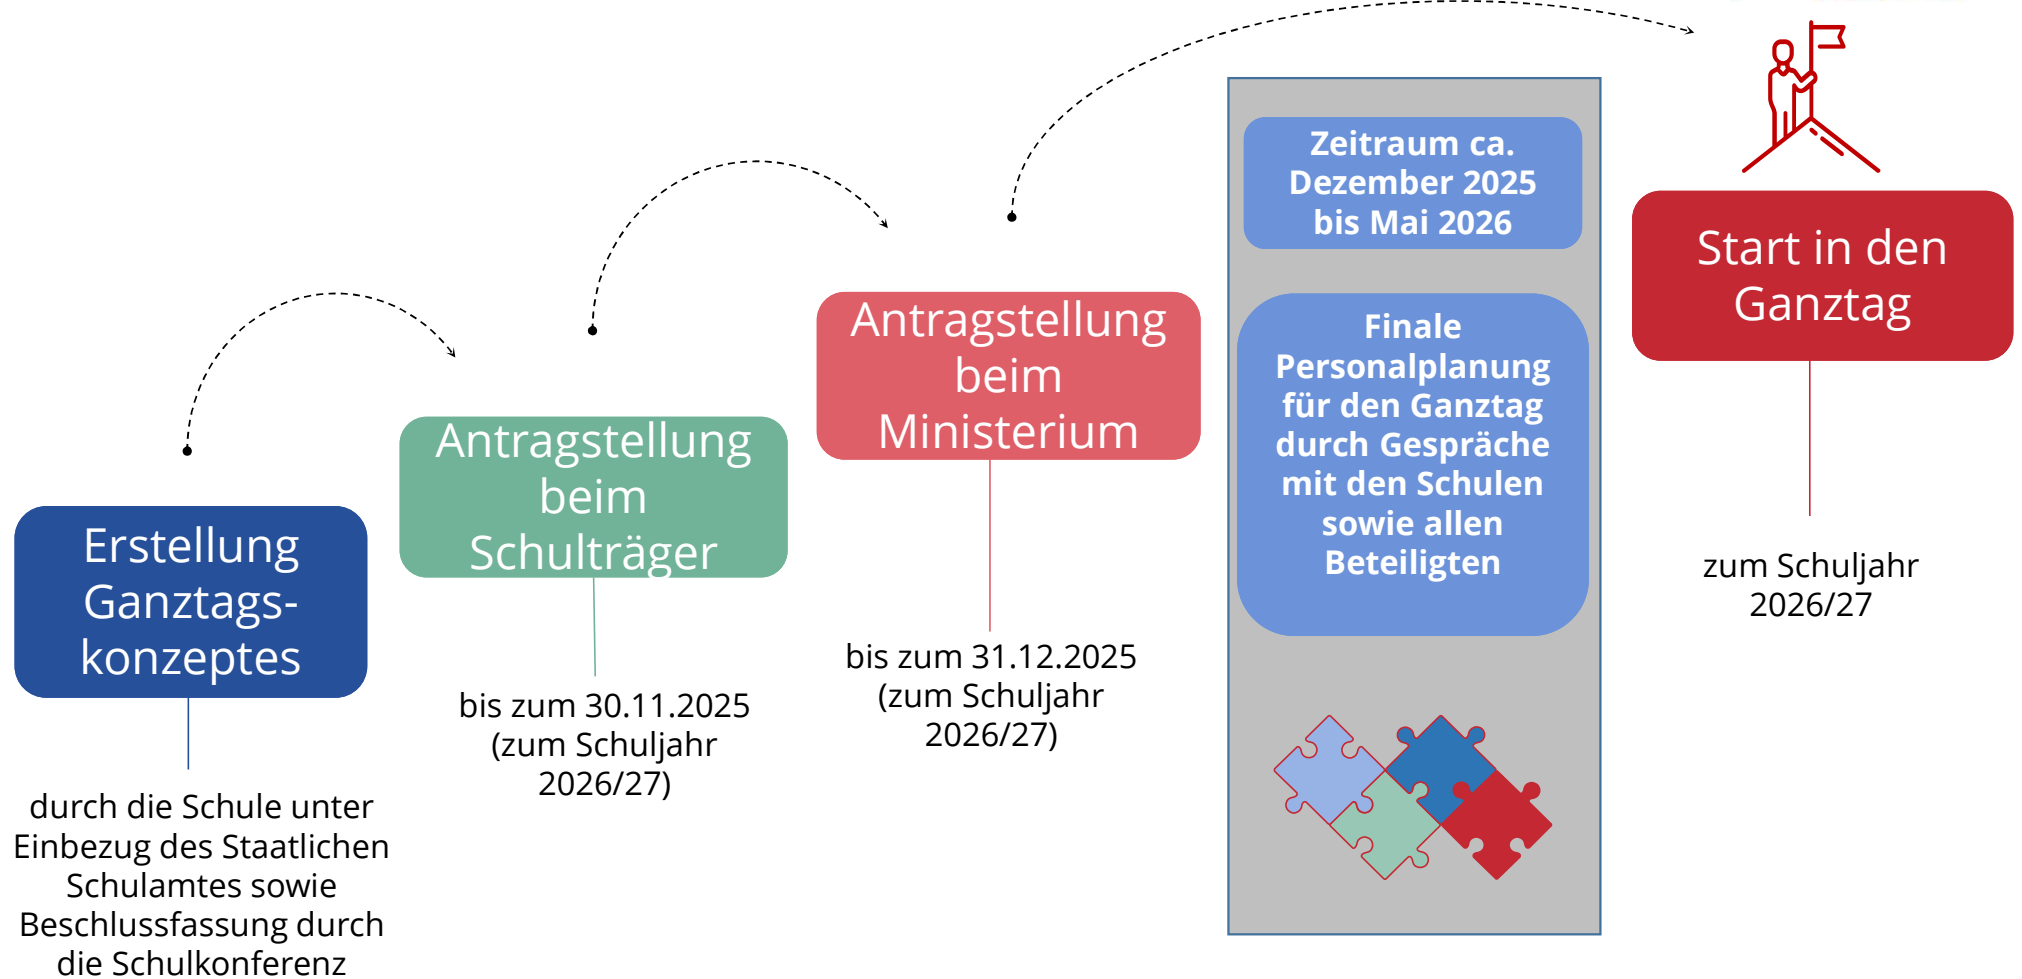 Erstellung
Ganztags-
konzeptes
durch die Schule unter
Einbezug des Staatlichen
Schulamtes sowie
Beschlussfassung durch
die Schulkonferenz
Antragstellung
beim
Schulträger
bis zum 30.11.2025
(zum Schuljahr
2026/27)
Antragstellung
beim
Ministerium
bis zum 31.12.2025
(zum Schuljahr
2026/27)
Zeitraum ca.
Dezember 2025
bis Mai 2026
Finale
Personalplanung
für den Ganztag
durch Gespräche
mit den Schulen
sowie allen
Beteiligten
Start in den
Ganztag
zum Schuljahr
2026/27